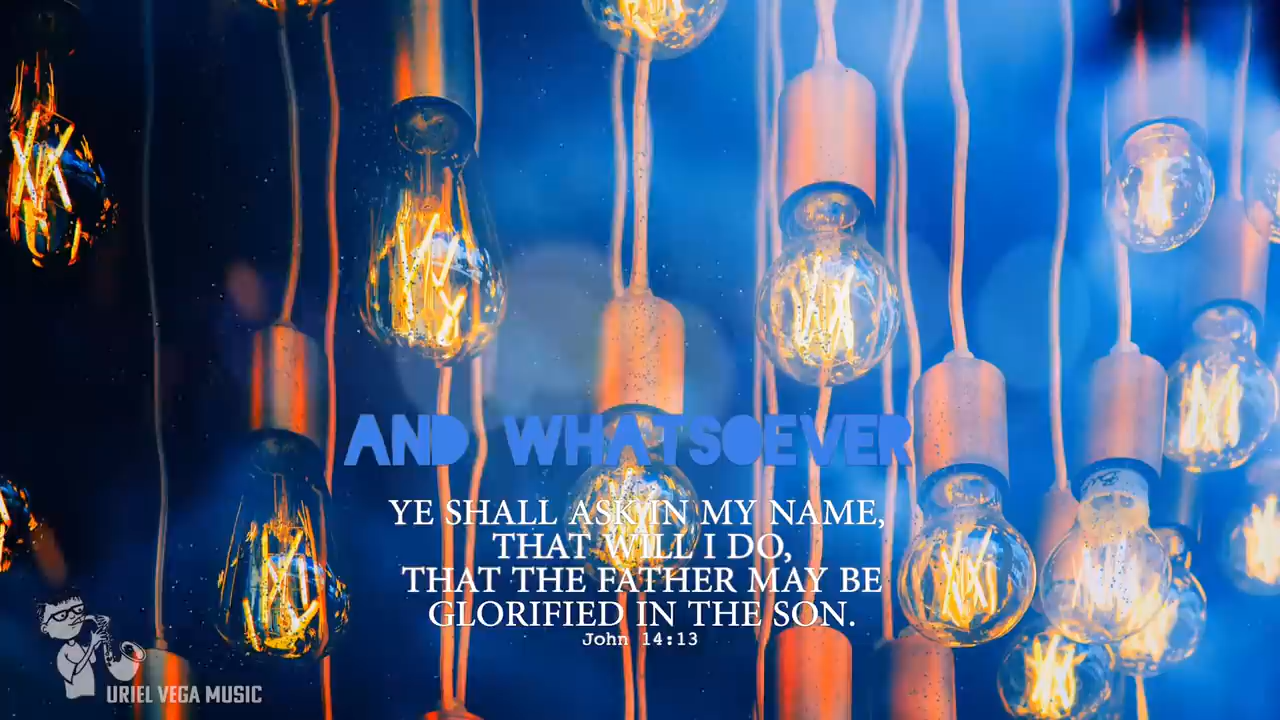 AND WHATSOEVER
YE SHALL ASK IN MY NAME,
THAT WILL I DO,
THAT THE FATHER MAY BE
GLORIFIED IN THE SON.
John 14:13
URIEL VEGA MUSIC